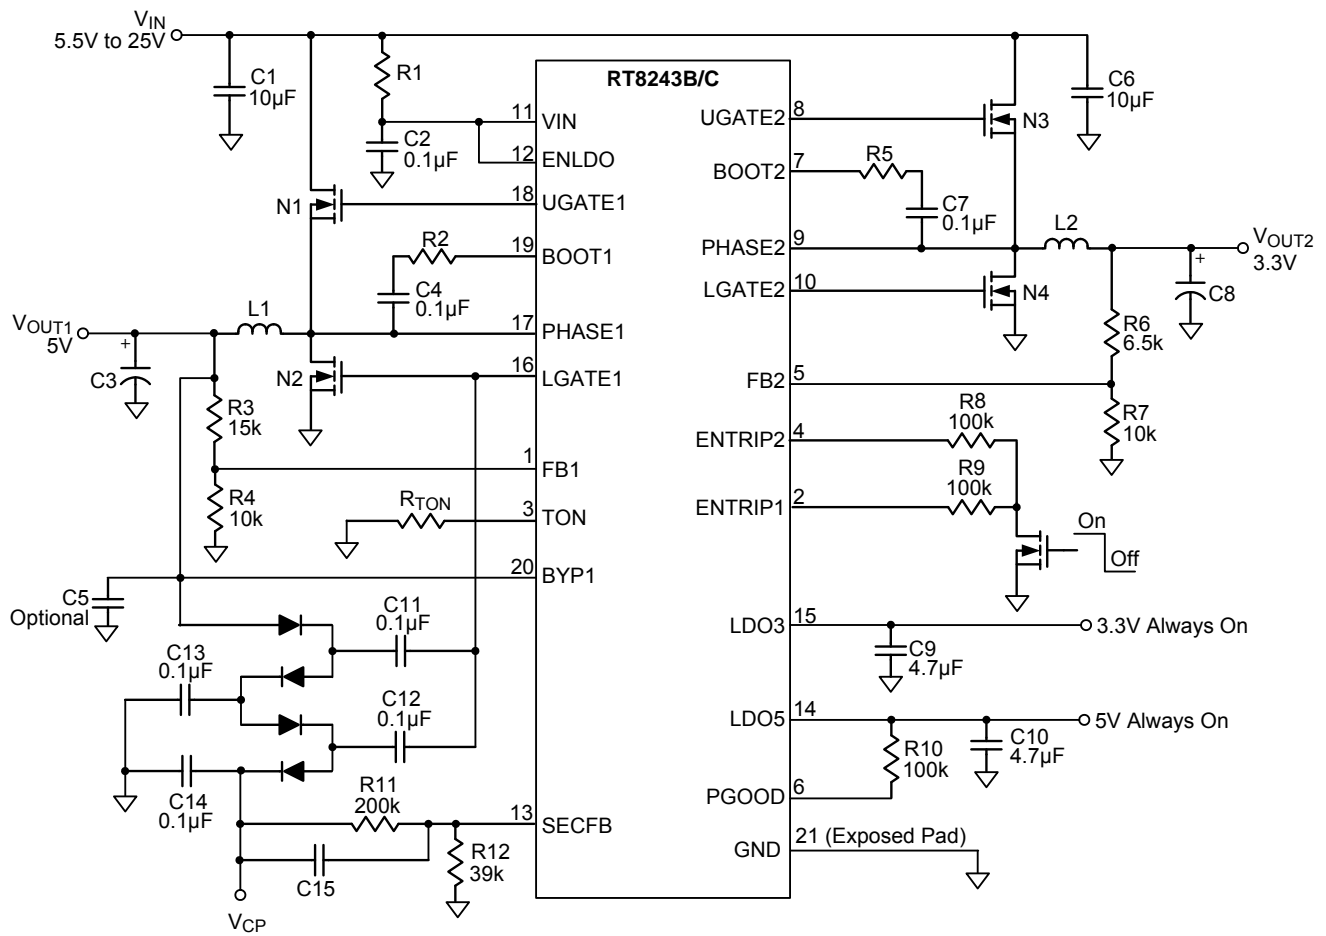 VIN
5.5V to 25V
C1
10µF
R1
C2
0.1µF
RT8243B/C
11
VIN
12
ENLDO
18
UGATE1
19
BOOT1
17
PHASE1
16
LGATE1
1
FB1
3
TON
20
BYP1
13
SECFB
UGATE2
8
BOOT2
7
PHASE2
9
LGATE2
10
FB2
5
ENTRIP2
4
ENTRIP1
2
LDO3
15
LDO5
14
PGOOD
6
GND
21 (Exposed Pad)
N1
R2
C4
0.1µF
L1
VOUT1
5V
+
C3
N2
R3
15k
R4
10k
RTON
C5
Optional
C11
0.1µF
C13
0.1µF
C12
0.1µF
C14
0.1µF
R11
200k
R12
39k
C15
VCP
C6
10µF
N3
R5
C7
0.1µF
L2
VOUT2
3.3V
+
C8
N4
R6
6.5k
R7
10k
R8
100k
R9
100k
On
Off
3.3V Always On
C9
4.7µF
5V Always On
R10
100k
C10
4.7µF